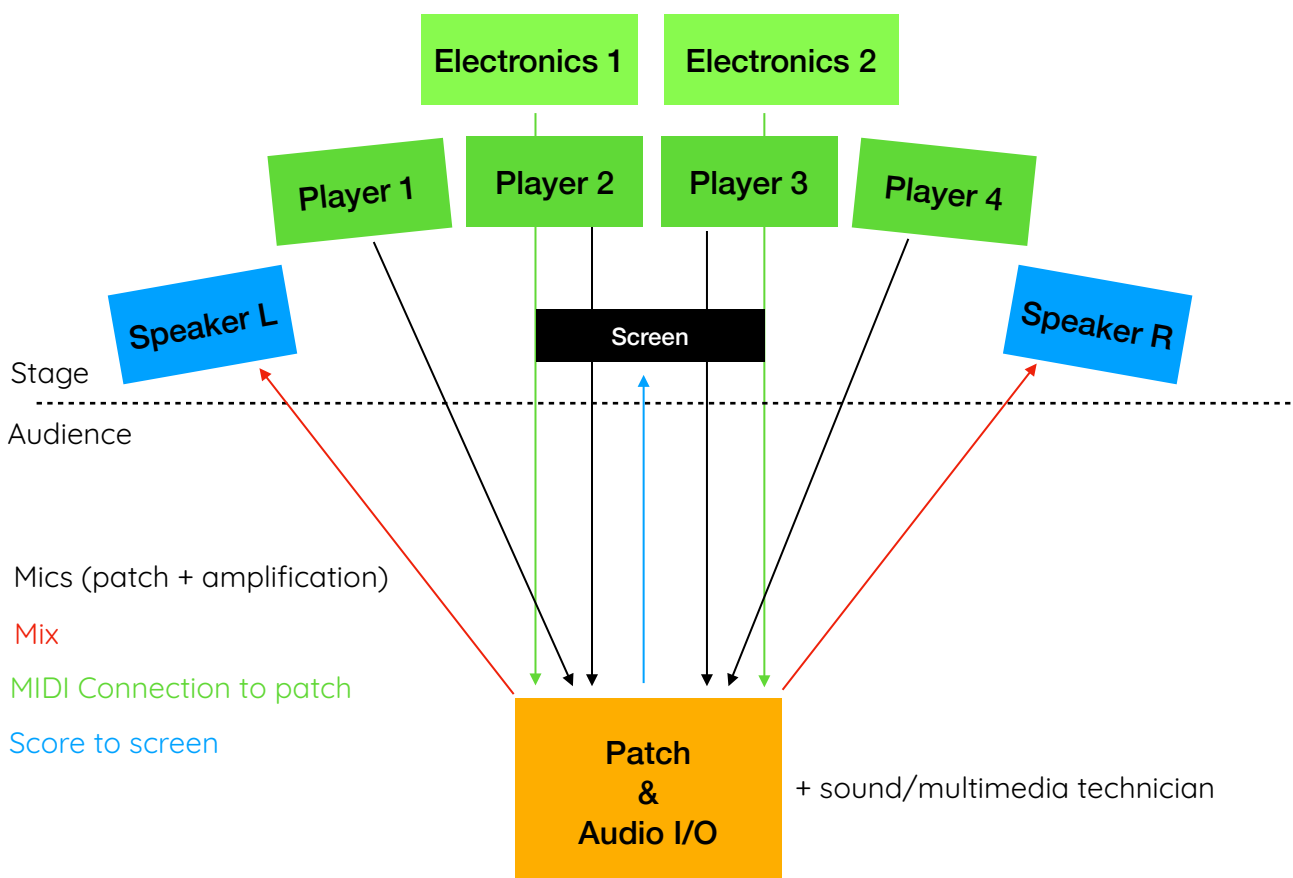 Electronics 1
Electronics 2
Player 1
Player 2
Player 3
Player 4
Speaker L
Screen
Speaker R
Stage
Audience
Mics (patch + amplification)
Mix
MIDI Connection to patch
Score to screen
Patch
&
Audio I/O
+ sound/multimedia technician